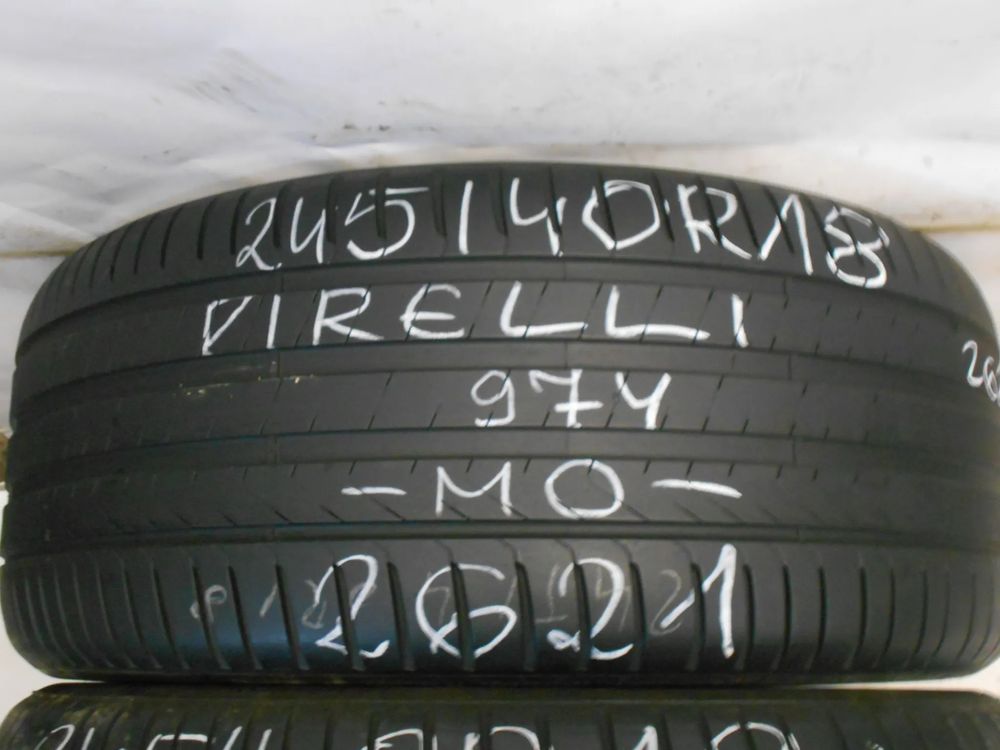 245/40R18
PIRELLI
97Y
-MO-
2621